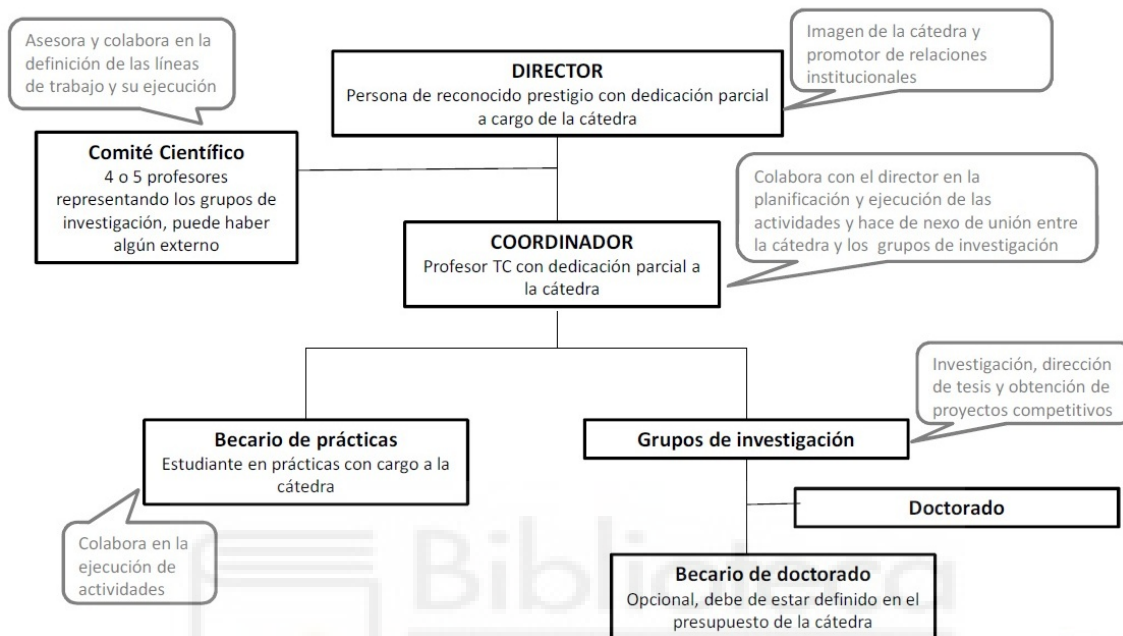 Asesora y colabora en la
definición de las líneas
de trabajo y su ejecución
Imagen de la cátedra y
promotor de relaciones
institucionales
DIRECTOR
Persona de reconocido prestigio con dedicación parcial
a cargo de la cátedra
Comité Científico
4 o 5 profesores
representando los grupos de
investigación, puede haber
algún externo
Colabora con el director en la
planificación y ejecución de las
actividades y hace de nexo de unión entre
la cátedra y los grupos de investigación
COORDINADOR
Profesor TC con dedicación parcial a
la cátedra
Investigación, dirección
de tesis y obtención de
proyectos competitivos
Becario de prácticas
Estudiante en prácticas con cargo a la
cátedra
Grupos de investigación
Doctorado
Colabora en la
ejecución de
actividades
Becario de doctorado
Opcional, debe de estar definido en el
presupuesto de la cátedra
Biblioteca